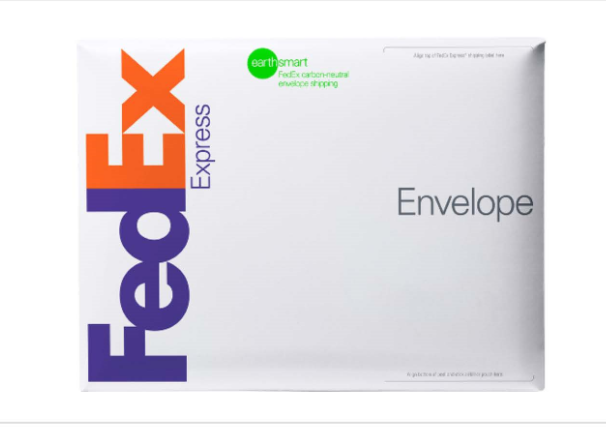 FedEx
Express
earthsmart
FedEx carbon-neutral
envelope shipping
Envelope